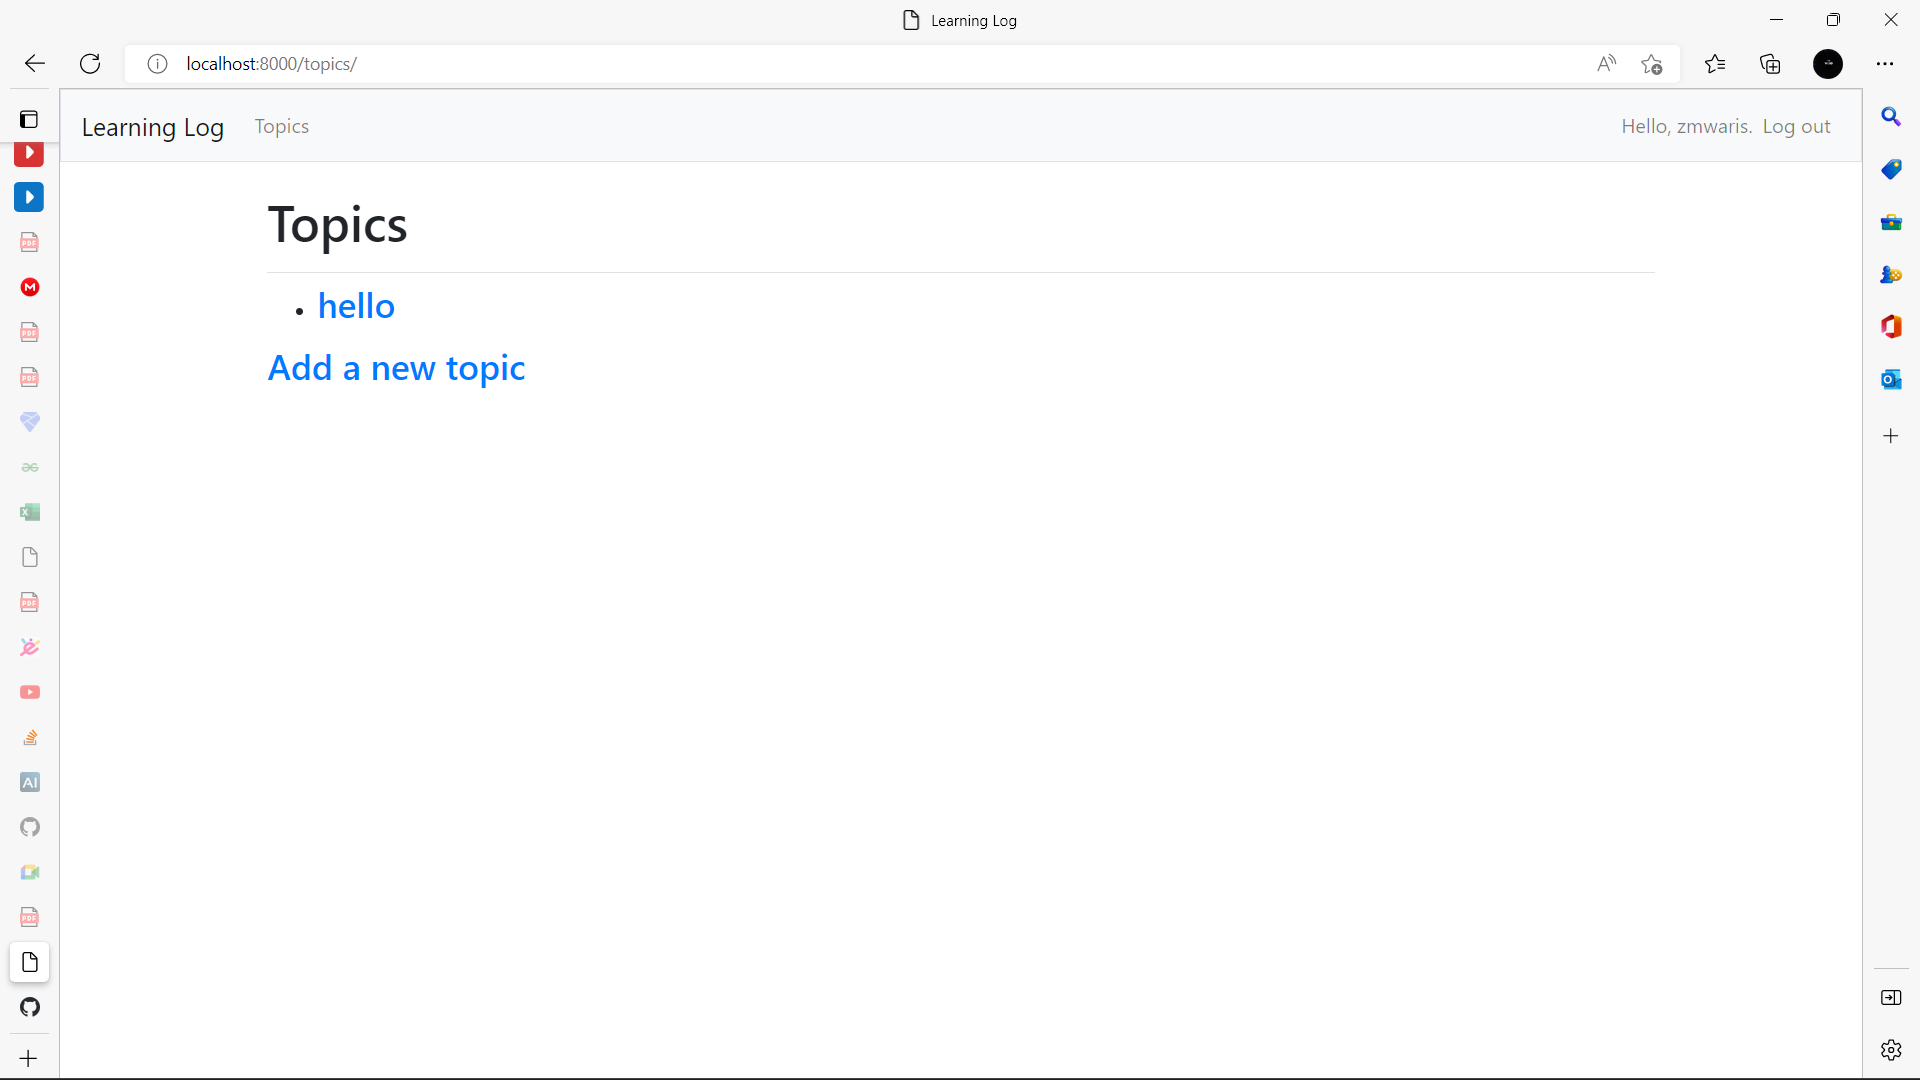 Learning Log
localhost:8000/topics/
Learning Log Topics Hello, zmwaris. Log out
Topics
hello
Add a new topic